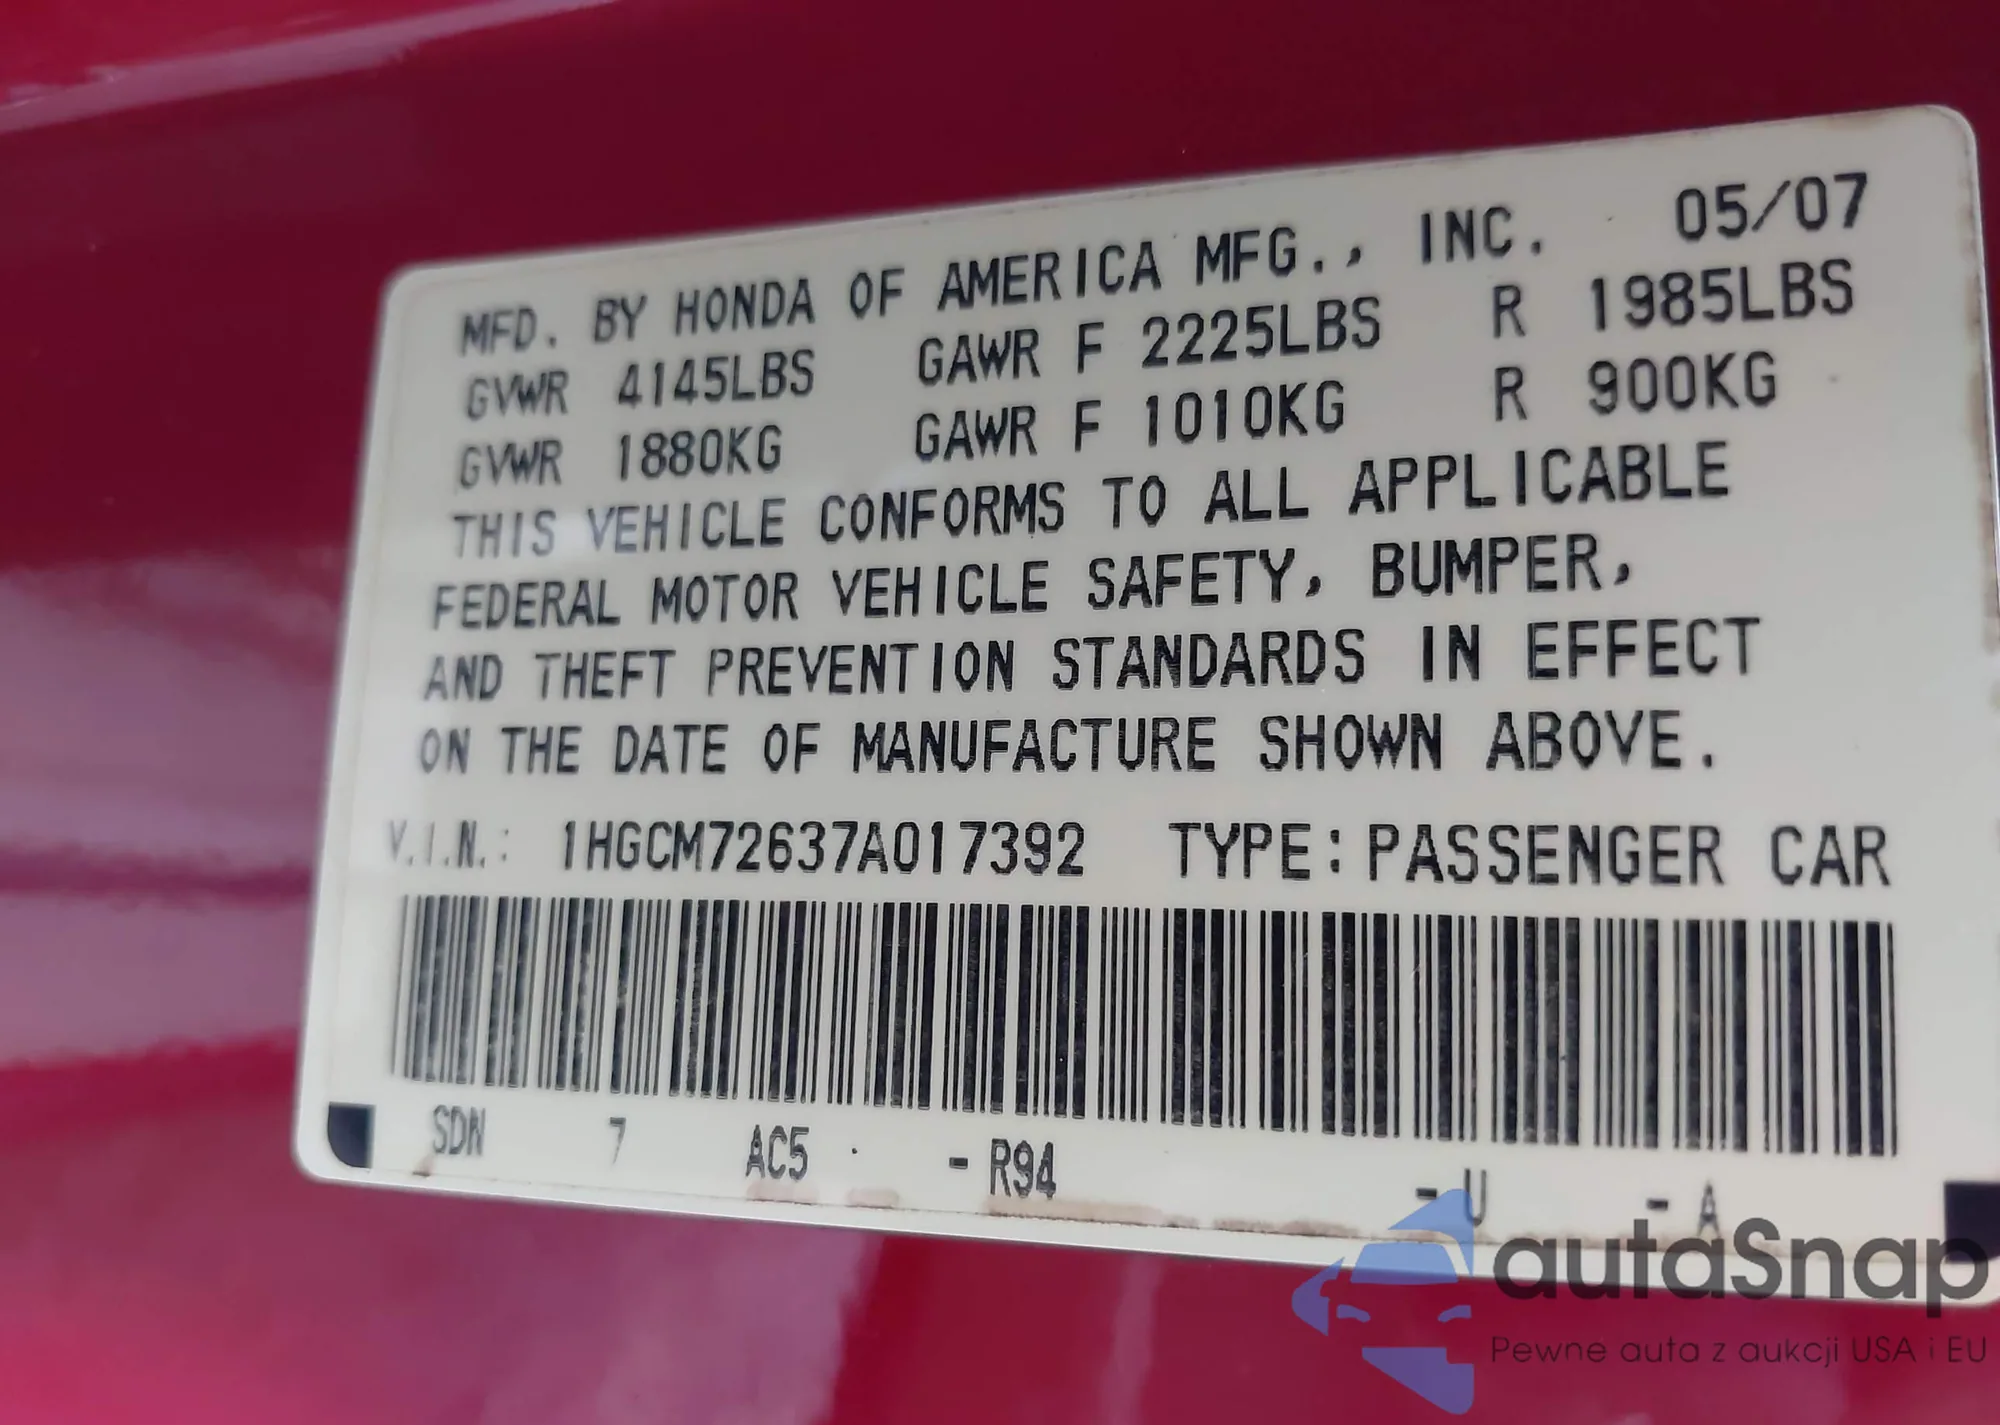 MFD. BY HONDA OF AMERICA MFG., INC. 05/07
GVWR 4145LBS GAWR F 2225LBS R 1985LBS
GVWR 1880KG GAWR F 1010KG R 900KG
THIS VEHICLE CONFORMS TO ALL APPLICABLE
FEDERAL MOTOR VEHICLE SAFETY, BUMPER,
AND THEFT PREVENTION STANDARDS IN EFFECT
ON THE DATE OF MANUFACTURE SHOWN ABOVE.
V.I.N.: 1HGCM72637A017392 TYPE:PASSENGER CAR
SDN 7 AC5 - R94 - U - A
autaSnap
Pewne auta z aukcji USA i EU